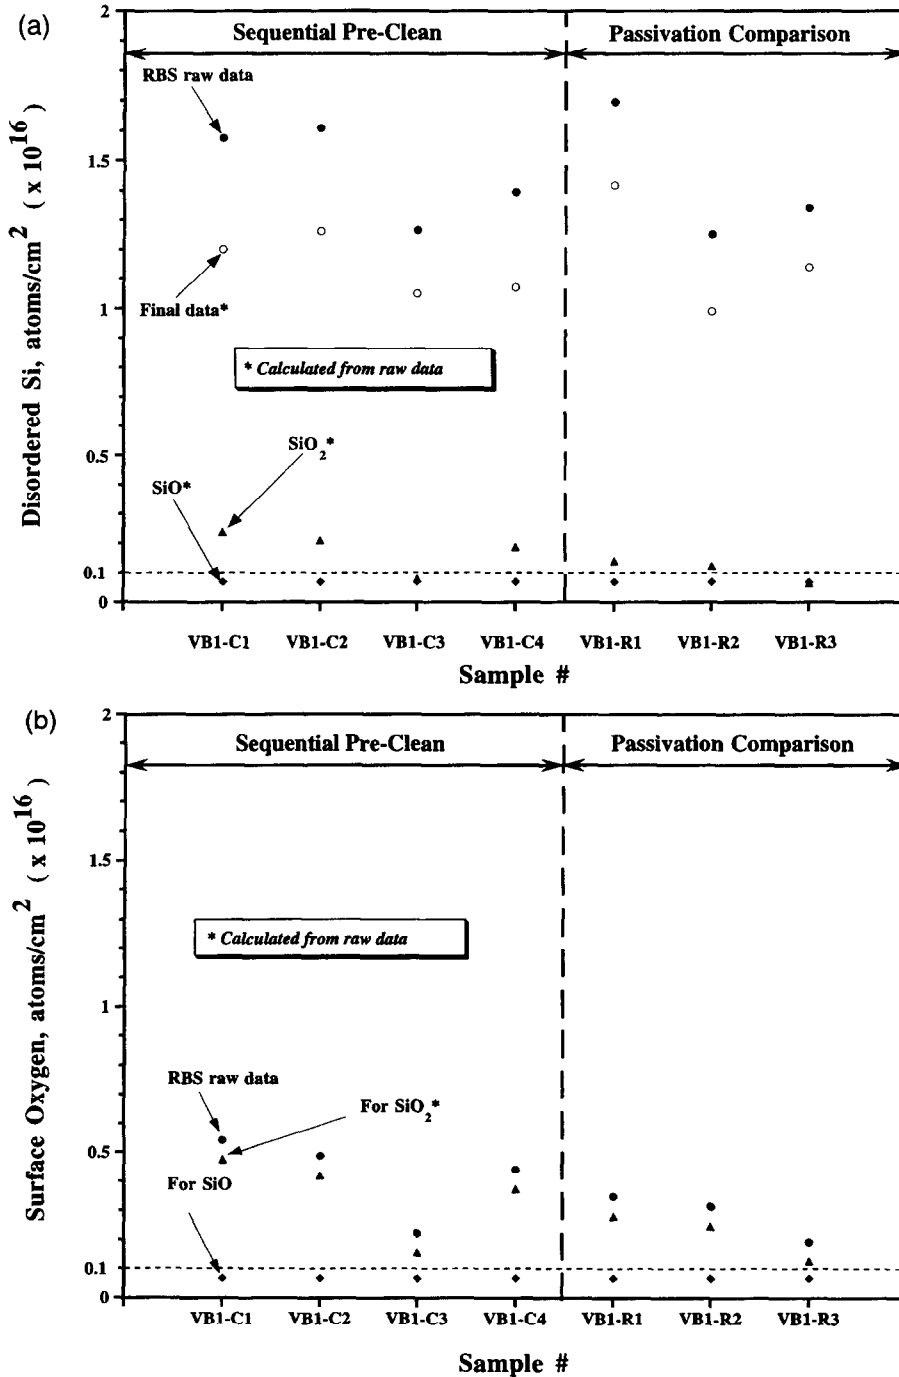 (a)
Sequential Pre-Clean
Passivation Comparison
RBS raw data
Final data*
* Calculated from raw data
SiO2*
SiO*
Disordered Si, atoms/cm2 ( x 1016 )
2
1.5
1
0.5
0.1
0
VB1-C1 VB1-C2 VB1-C3 VB1-C4 VB1-R1 VB1-R2 VB1-R3
Sample #
(b)
Sequential Pre-Clean
Passivation Comparison
* Calculated from raw data
RBS raw data
For SiO2*
For SiO
Surface Oxygen, atoms/cm2 ( x 1016 )
2
1.5
1
0.5
0.1
0
VB1-C1 VB1-C2 VB1-C3 VB1-C4 VB1-R1 VB1-R2 VB1-R3
Sample #